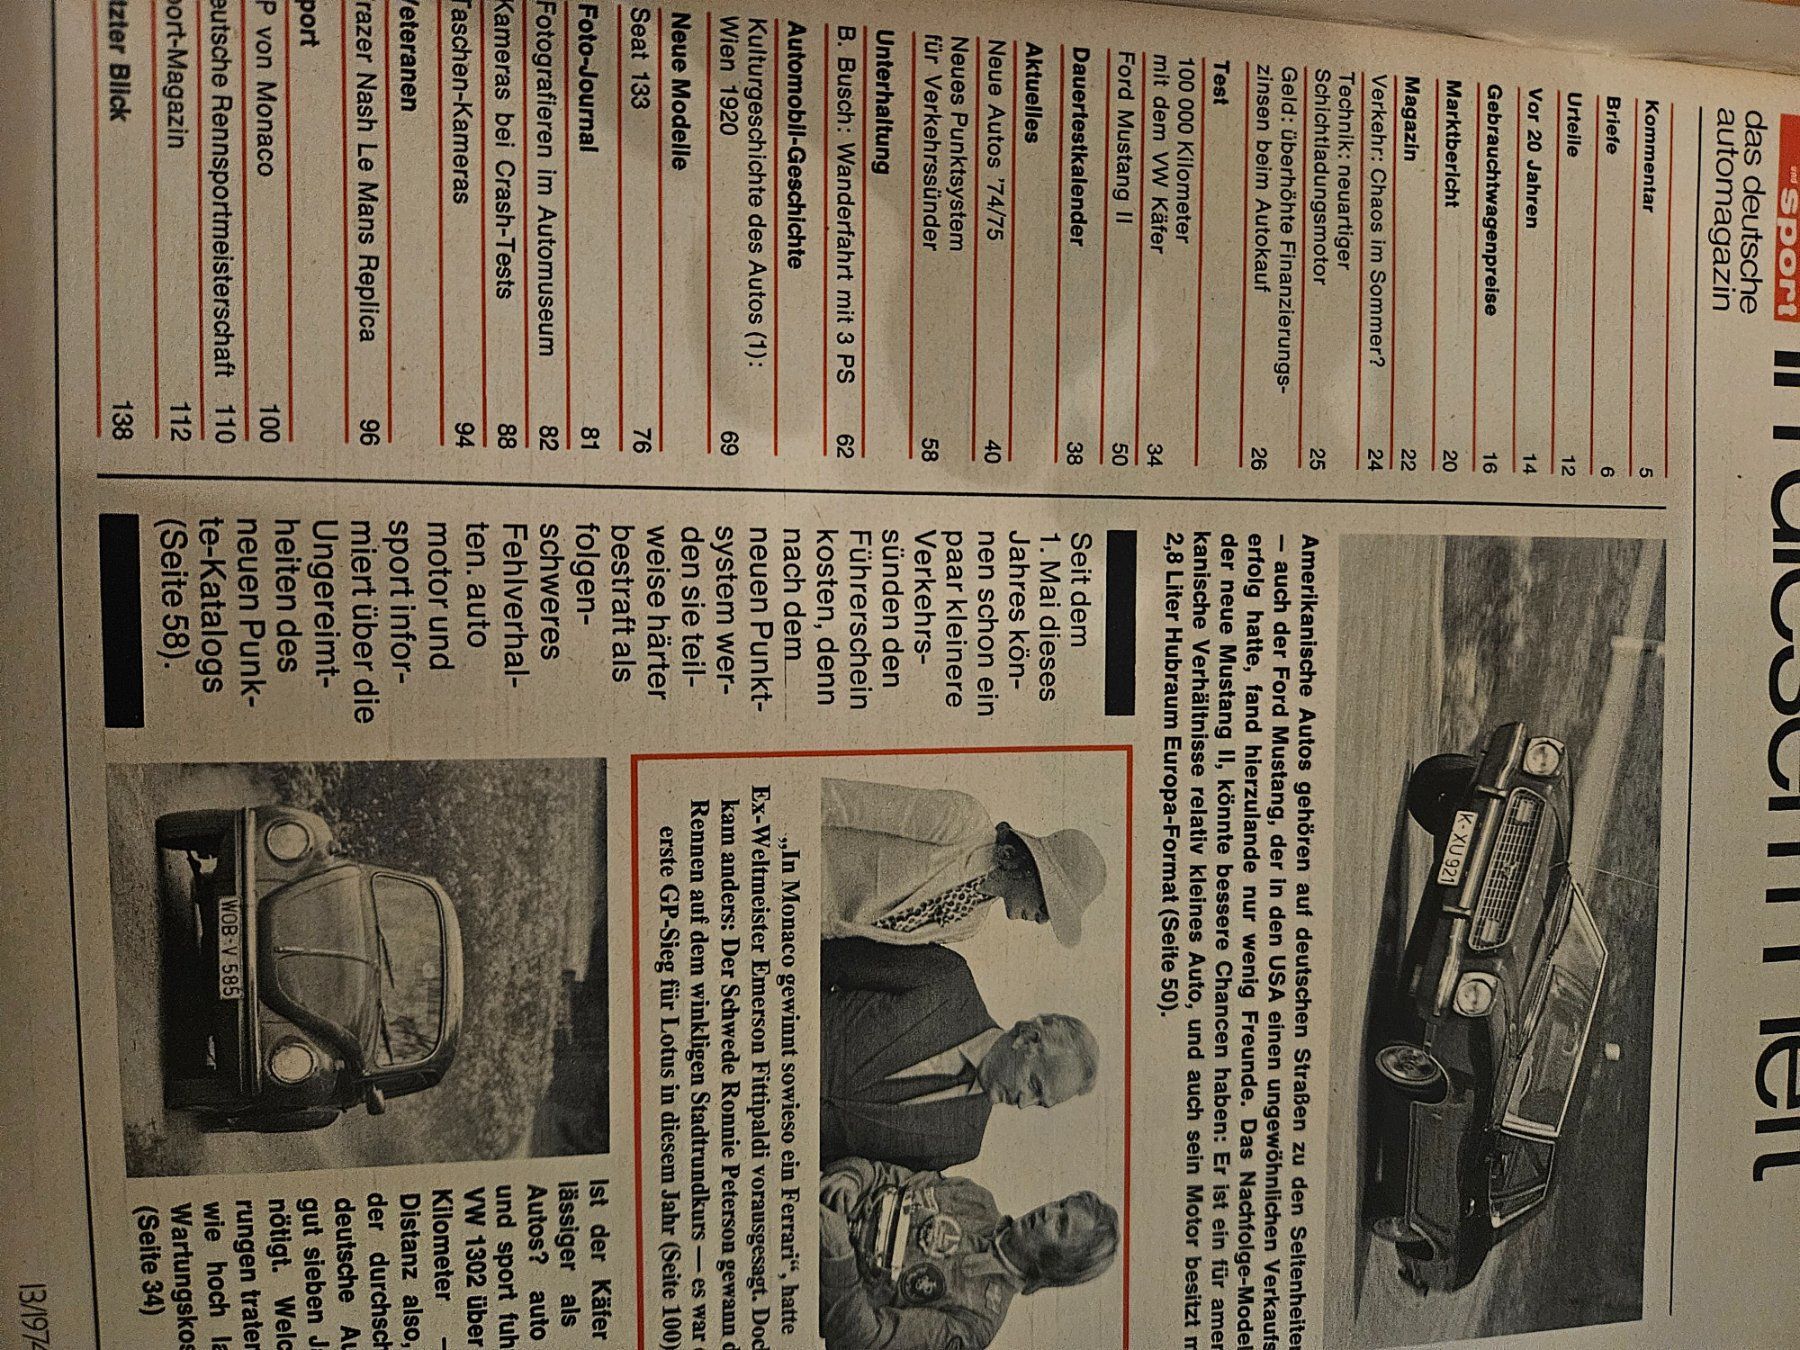 und
sport
in diesem Heft
das deutsche
automagazin
Kommentar 5
Briefe 6
Urteile 12
Vor 20 Jahren 14
Gebrauchtwagenpreise 16
Marktbericht 20
Magazin 22
Verkehr: Chaos im Sommer? 24
Technik: neuartiger
Schichtladungsmotor 25
Geld: überhöhte Finanzierungs-
zinsen beim Autokauf 26
Test
100 000 Kilometer
mit dem VW Käfer 34
Ford Mustang II 50
Dauertestkalender 38
Aktuelles
Neue Autos '74/75 40
Neues Punktsystem
für Verkehrssünder 58
Unterhaltung
B. Busch: Wanderfahrt mit 3 PS 62
Automobil-Geschichte
Kulturgeschichte des Autos (1):
Wien 1920 69
Neue Modelle
Seat 133 76
Foto-Journal 81
Fotografieren im Automuseum 82
Kameras bei Crash-Tests 88
Taschen-Kameras 94
Veteranen
Frazer Nash Le Mans Replica 96
port
P von Monaco 100
eutsche Rennsportmeisterschaft 110
port-Magazin 112
tzter Blick 138
K-XU 921
Amerikanische Autos gehören auf deutschen Straßen zu den Seltenheiten
– auch der Ford Mustang, der in den USA einen ungewöhnlichen Verkaufs
erfolg hatte, fand hierzulande nur wenig Freunde. Das Nachfolge-Model
der neue Mustang II, könnte bessere Chancen haben: Er ist ein für amer
kanische Verhältnisse relativ kleines Auto, und auch sein Motor besitzt m
2,8 Liter Hubraum Europa-Format (Seite 50).
Seit dem
1. Mai dieses
Jahres kön-
nen schon ein
paar kleinere
Verkehrs-
sünden den
Führerschein
kosten, denn
nach dem
neuen Punkt-
system wer-
den sie teil-
weise härter
bestraft als
folgen-
schweres
Fehlverhal-
ten. auto
motor und
sport infor-
miert über die
Ungereimt-
heiten des
neuen Punk-
te-Katalogs
(Seite 58).
„In Monaco gewinnt sowieso ein Ferrari“, hatte
Ex-Weltmeister Emerson Fittipaldi vorausgesagt. Doc
kam anders: Der Schwede Ronnie Peterson gewann d
Rennen auf dem winkligen Stadtrundkurs — es war
erste GP-Sieg für Lotus in diesem Jahr (Seite 100)
WOB-V 585
Ist der Käfer
lässiger als
Autos? auto
und sport fuh
VW 1302 über
Kilometer –
Distanz also,
der durchsch
deutsche Au
gut sieben J
nötigt. Welc
rungen traten
wie hoch la
Wartungskos
(Seite 34)
13/1974